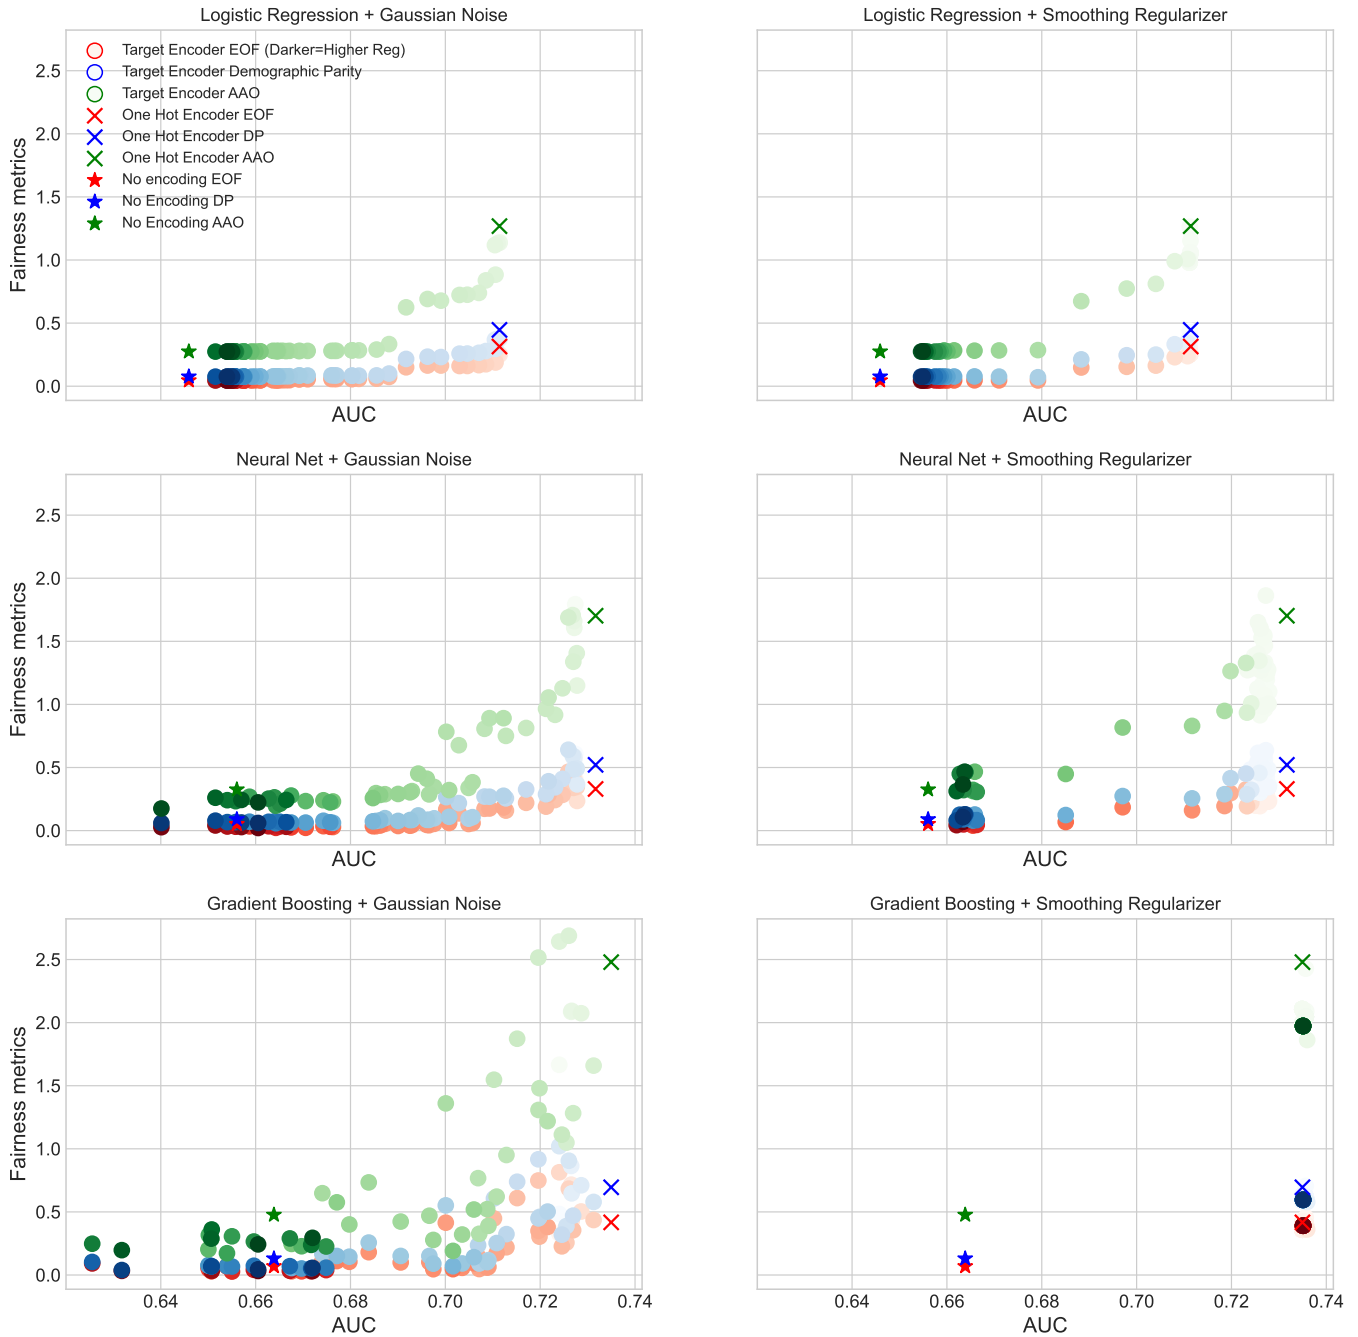 Logistic Regression + Gaussian Noise
Logistic Regression + Smoothing Regularizer
Fairness metrics
2.5
2.0
1.5
1.0
0.5
0.0
Target Encoder EOF (Darker=Higher Reg)
Target Encoder Demographic Parity
Target Encoder AAO
One Hot Encoder EOF
One Hot Encoder DP
One Hot Encoder AAO
No encoding EOF
No Encoding DP
No Encoding AAO
AUC
AUC
Neural Net + Gaussian Noise
Neural Net + Smoothing Regularizer
Fairness metrics
2.5
2.0
1.5
1.0
0.5
0.0
AUC
AUC
Gradient Boosting + Gaussian Noise
Gradient Boosting + Smoothing Regularizer
Fairness metrics
2.5
2.0
1.5
1.0
0.5
0.0
0.64 0.66 0.68 0.70 0.72 0.74
0.64 0.66 0.68 0.70 0.72 0.74
AUC
AUC